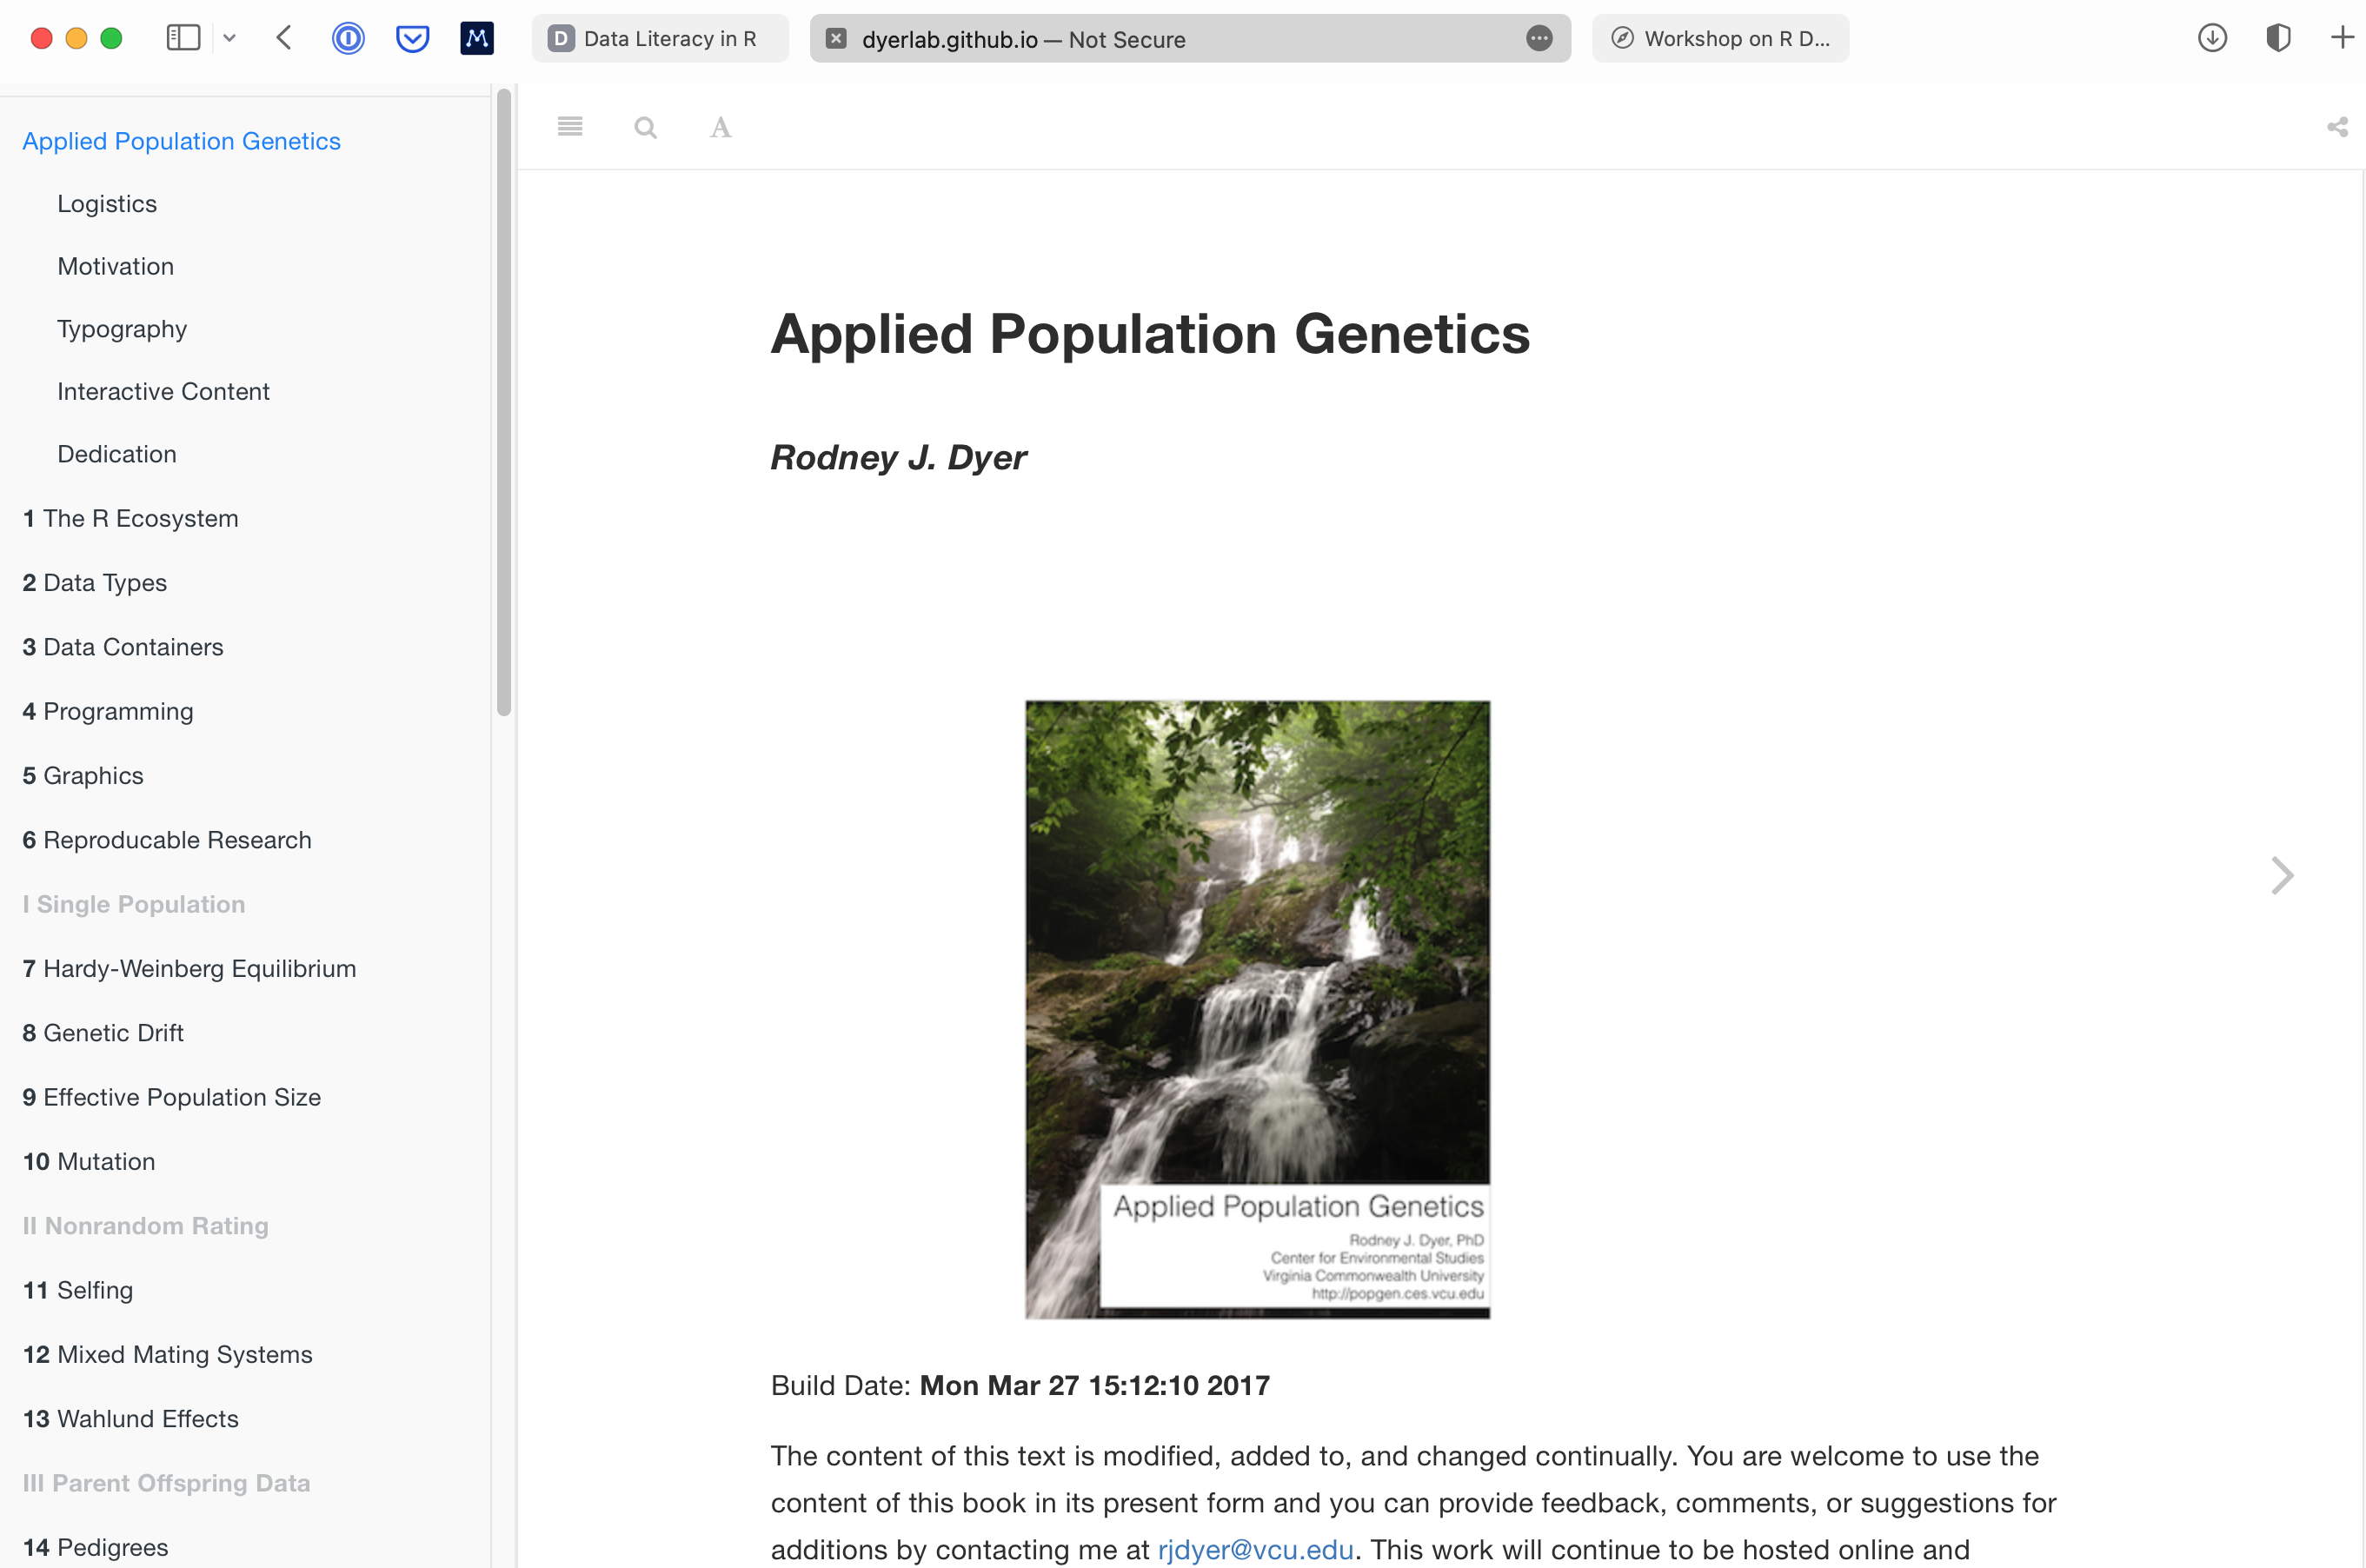 Data Literacy in R
dyerlab.github.io — Not Secure
Workshop on R D...
Applied Population Genetics
Logistics
Motivation
Typography
Interactive Content
Dedication
1 The R Ecosystem
2 Data Types
3 Data Containers
4 Programming
5 Graphics
6 Reproducable Research
I Single Population
7 Hardy-Weinberg Equilibrium
8 Genetic Drift
9 Effective Population Size
10 Mutation
II Nonrandom Rating
11 Selfing
12 Mixed Mating Systems
13 Wahlund Effects
III Parent Offspring Data
14 Pedigrees
A
Applied Population Genetics
Rodney J. Dyer
Applied Population Genetics
Rodney J. Dyer, PhD
Center for Environmental Studies
Virginia Commonwealth University
http://popgen.ces.vcu.edu
Build Date: Mon Mar 27 15:12:10 2017
The content of this text is modified, added to, and changed continually. You are welcome to use the
content of this book in its present form and you can provide feedback, comments, or suggestions for
additions by contacting me at rjdyer@vcu.edu. This work will continue to be hosted online and